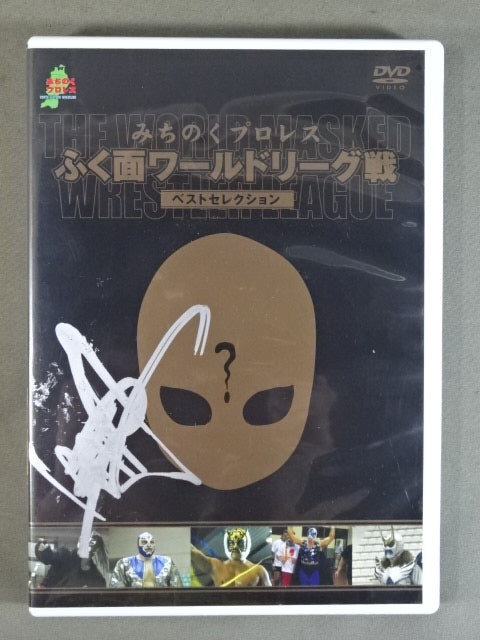 みちのく
プロレス
DVD
VIDEO
THE WORLD MASKED
みちのくプロレス
ふく面ワールドリーグ戦
WRESTLER LEAGUE
ベストセレクション
?